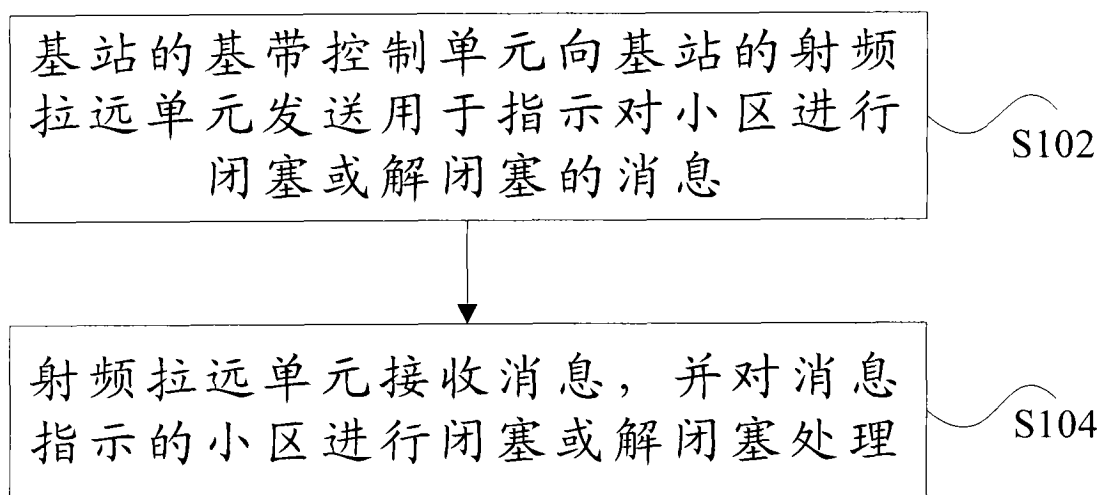 基站的基带控制单元向基站的射频
拉远单元发送用于指示对小区进行
闭塞或解闭塞的消息
S102
射频拉远单元接收消息，并对消息
指示的小区进行闭塞或解闭塞处理
S104